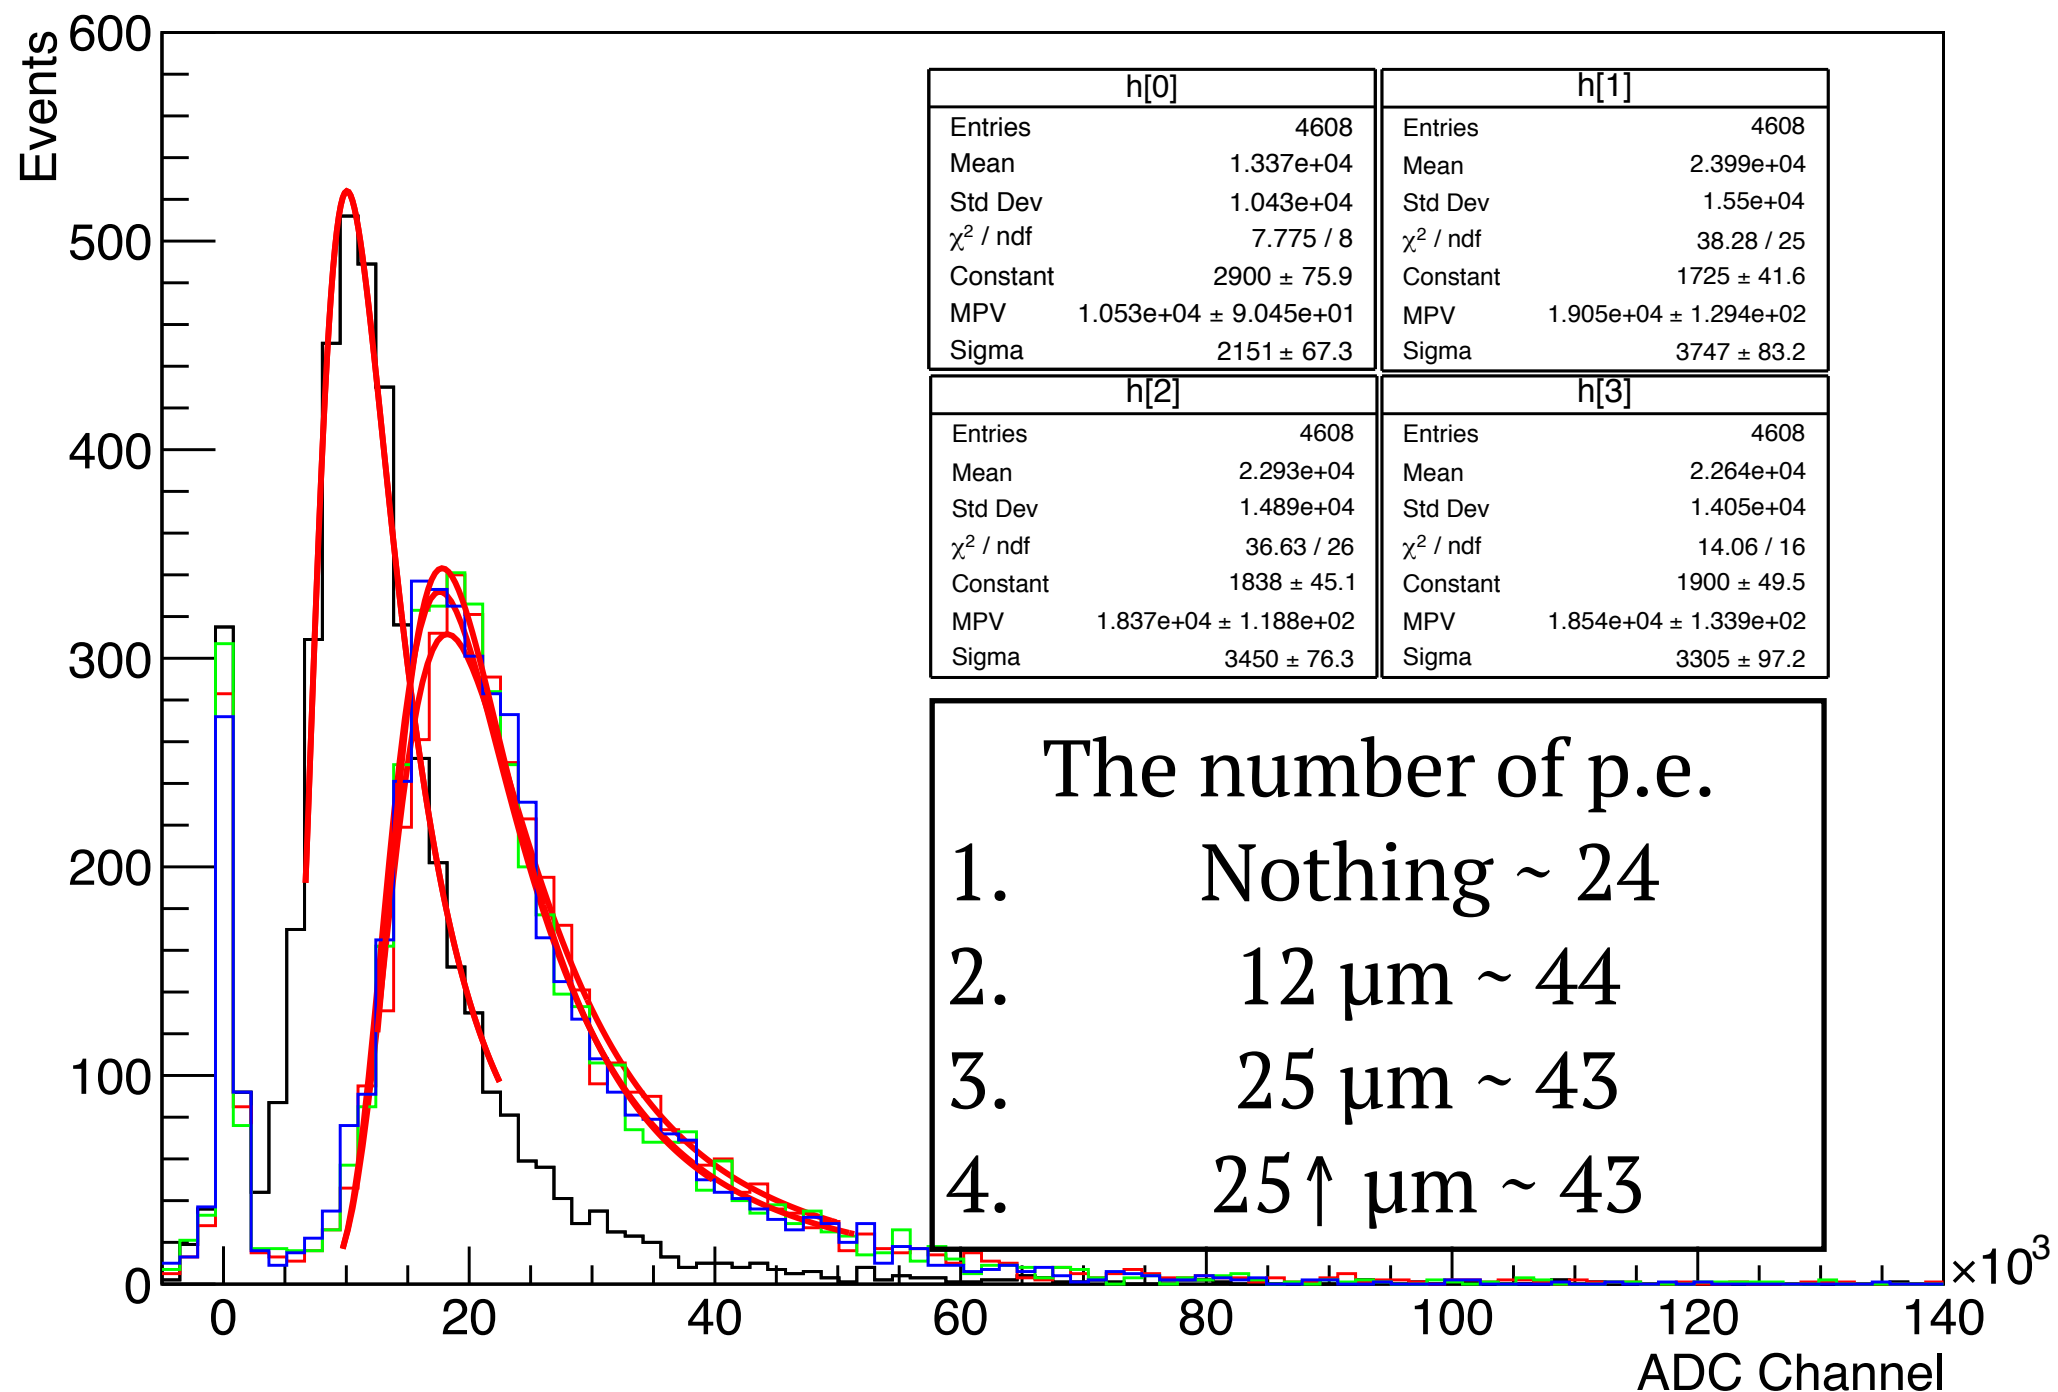 Events
600
500
400
300
200
100
0
h[0]
Entries 4608
Mean 1.337e+04
Std Dev 1.043e+04
χ² / ndf 7.775 / 8
Constant 2900 ± 75.9
MPV 1.053e+04 ± 9.045e+01
Sigma 2151 ± 67.3
h[1]
Entries 4608
Mean 2.399e+04
Std Dev 1.55e+04
χ² / ndf 38.28 / 25
Constant 1725 ± 41.6
MPV 1.905e+04 ± 1.294e+02
Sigma 3747 ± 83.2
h[2]
Entries 4608
Mean 2.293e+04
Std Dev 1.489e+04
χ² / ndf 36.63 / 26
Constant 1838 ± 45.1
MPV 1.837e+04 ± 1.188e+02
Sigma 3450 ± 76.3
h[3]
Entries 4608
Mean 2.264e+04
Std Dev 1.405e+04
χ² / ndf 14.06 / 16
Constant 1900 ± 49.5
MPV 1.854e+04 ± 1.339e+02
Sigma 3305 ± 97.2
The number of p.e.
1. Nothing ~ 24
2. 12 µm ~ 44
3. 25 µm ~ 43
4. 25↑ µm ~ 43
0 20 40 60 80 100 120 140
×10³
ADC Channel